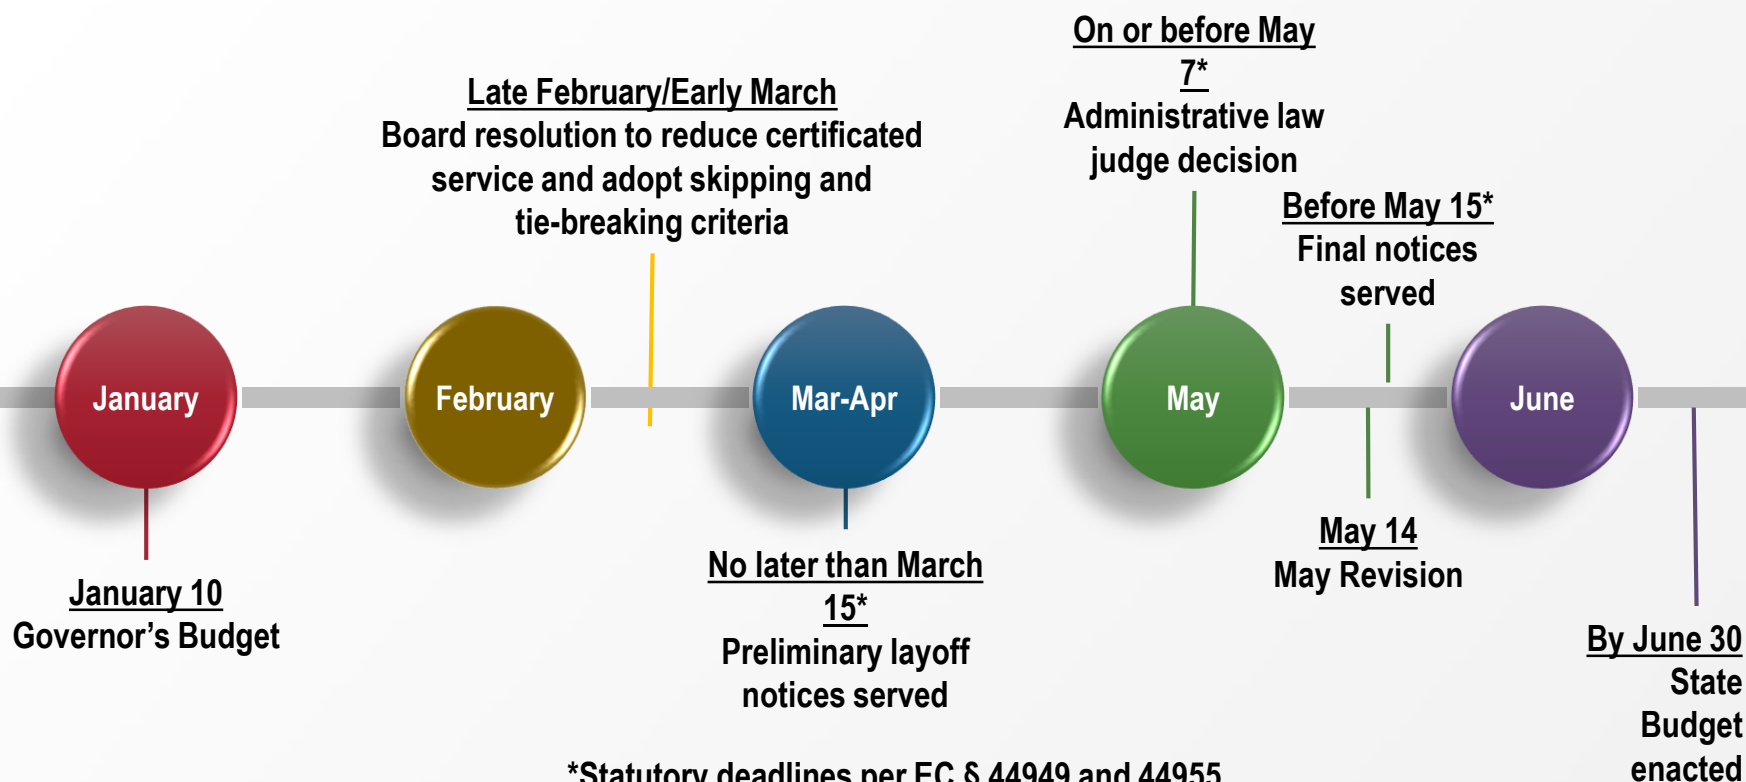 On or before May
7*
Administrative law
judge decision
Late February/Early March
Board resolution to reduce certificated
service and adopt skipping and
tie-breaking criteria
Before May 15*
Final notices
served
January
February
Mar-Apr
May
June
January 10
Governor's Budget
No later than March
15*
Preliminary layoff
notices served
May 14
May Revision
By June 30
State
Budget
enacted
*Statutory deadlines per EC § 44949 and 44955